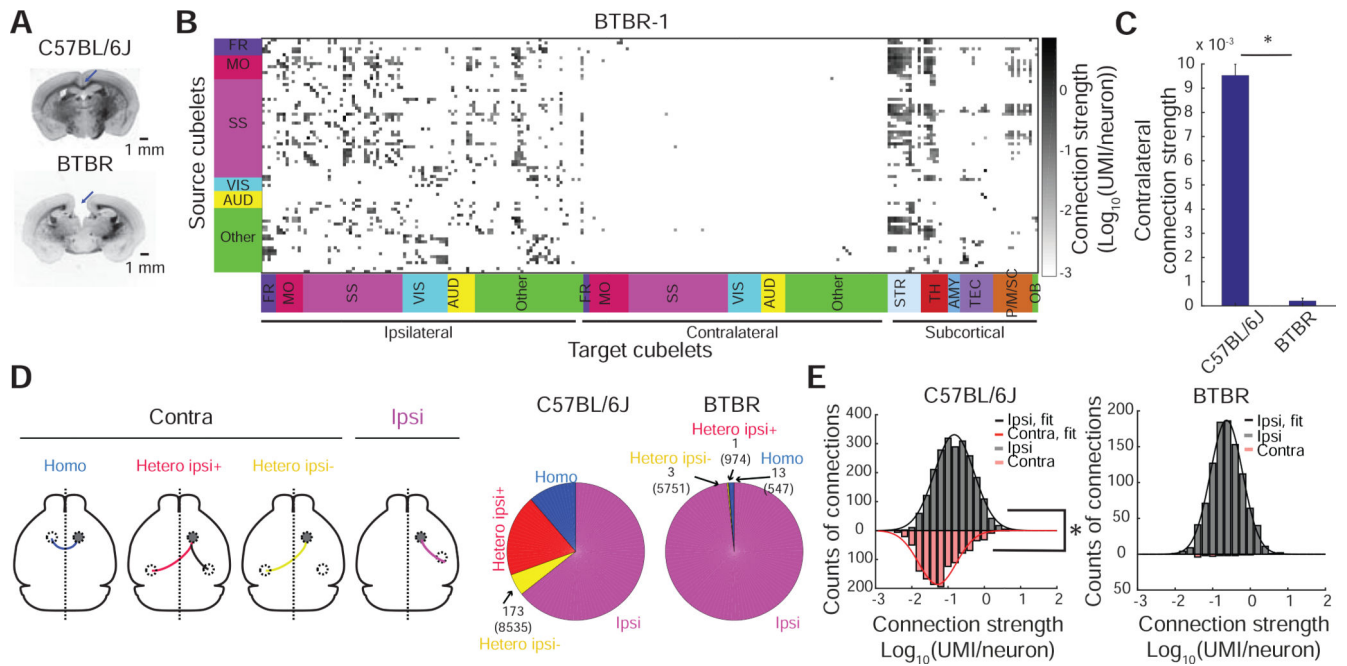 A
C57BL/6J
1 mm
BTBR
1 mm
B
BTBR-1
Source cubelets
FR
MO
SS
VIS
AUD
Other
FR
MO
SS
VIS
AUD
Other
FR
MO
SS
VIS
AUD
Other
STR
TH
AMY
TEC
P/M/SC
OB
Ipsilateral
Contralateral
Subcortical
Target cubelets
0
-1
-2
-3
Connection strength
(Log10(UMI/neuron))
C
× 10⁻³
*
10
9
8
7
6
5
4
3
2
1
0
Contralateral
connection strength
C57BL/6J
BTBR
D
Contra
Ipsi
Homo
Hetero ipsi+
Hetero ipsi-
C57BL/6J
Homo
Hetero ipsi+
173
(8535)
Hetero ipsi-
Ipsi
BTBR
Hetero ipsi+
1
(974)
Hetero ipsi-
3
(5751)
Homo
13
(547)
Ipsi
E
C57BL/6J
Counts of connections
400
300
200
100
0
100
200
Ipsi, fit
Contra, fit
Ipsi
Contra
*
-3
-2
-1
0
1
2
Connection strength
Log10(UMI/neuron)
BTBR
Counts of connections
200
150
100
50
0
50
Ipsi, fit
Ipsi
Contra
-3
-2
-1
0
1
2
Connection strength
Log10(UMI/neuron)